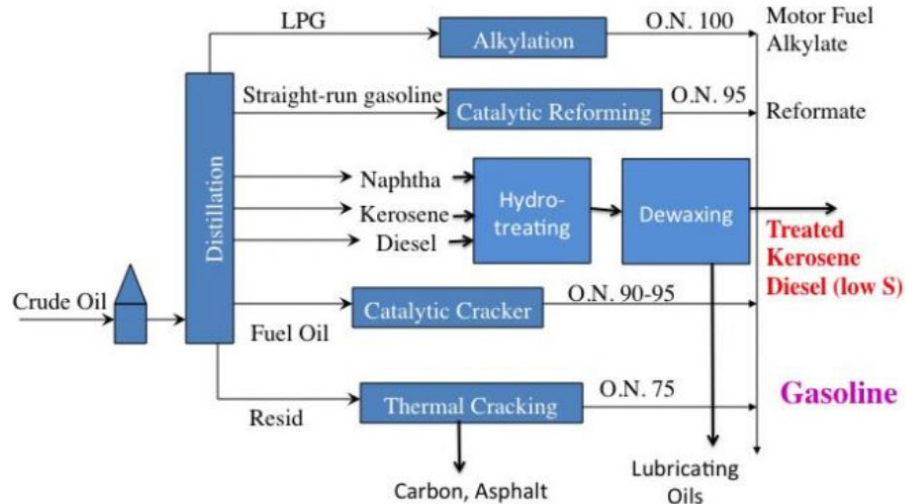 LPG
Alkylation
O.N. 100
Motor Fuel
Alkylate
Straight-run gasoline
Catalytic Reforming
O.N. 95
Reformate
Distillation
Naphtha
Kerosene
Diesel
Hydro-
treating
Dewaxing
Treated
Kerosene
Diesel (low S)
Crude Oil
Fuel Oil
Catalytic Cracker
O.N. 90-95
Resid
Thermal Cracking
O.N. 75
Gasoline
Carbon, Asphalt
Lubricating
Oils